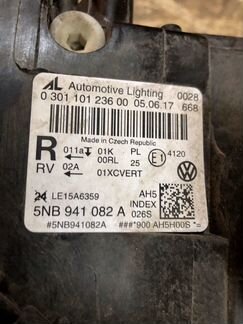 AL Automotive Lighting 0028
0 301 101 236 00 05.06.17 668
Made in Czech Republic
R 011a 01K PL E1 4120
00RL 25
RV 02A 01XCVERT
24 LE15A6359 AH5
5NB 941 082 A INDEX
026S
#5NB941082A ###*900 AH5H00S *=